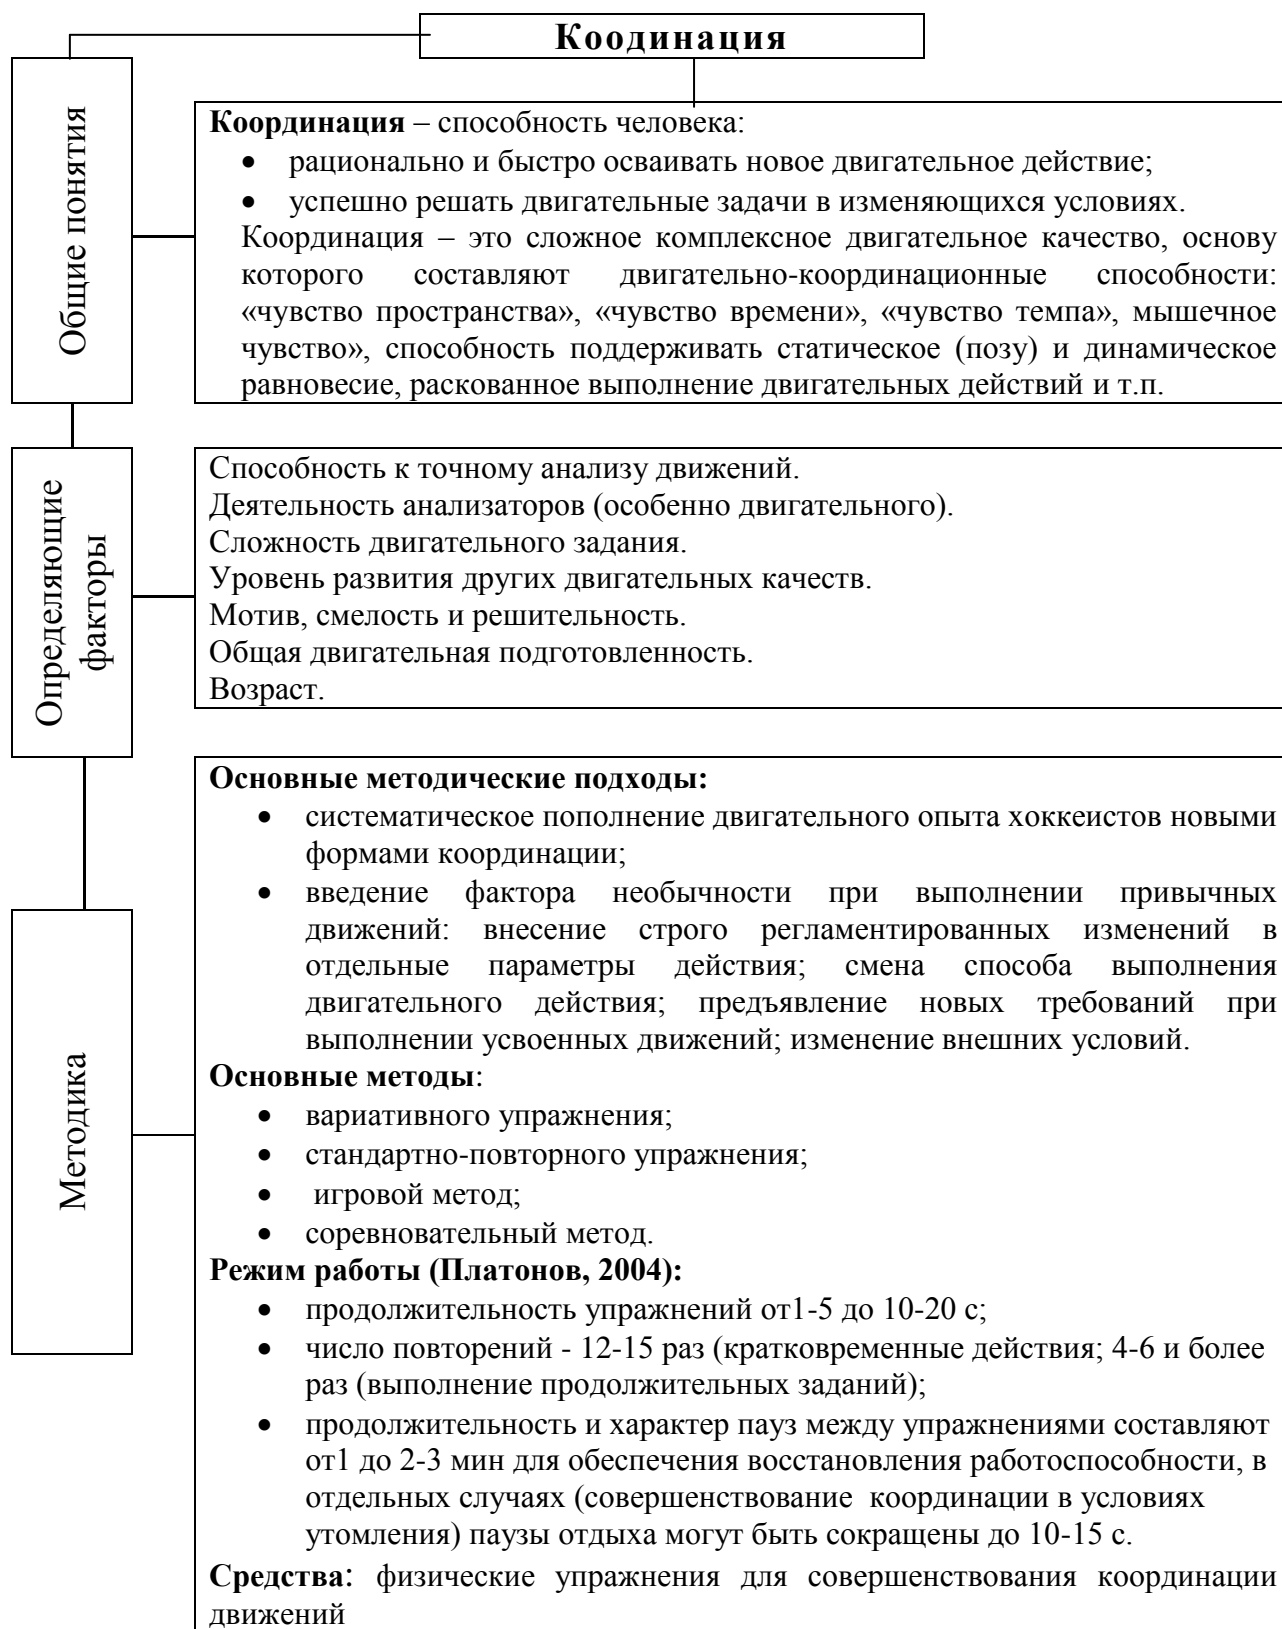 Коодинация
Общие понятия
Координация – способность человека:
• рационально и быстро осваивать новое двигательное действие;
• успешно решать двигательные задачи в изменяющихся условиях.
Координация – это сложное комплексное двигательное качество, основу
которого составляют двигательно-координационные способности:
«чувство пространства», «чувство времени», «чувство темпа», мышечное
чувство», способность поддерживать статическое (позу) и динамическое
равновесие, раскованное выполнение двигательных действий и т.п.
Определяющие
факторы
Способность к точному анализу движений.
Деятельность анализаторов (особенно двигательного).
Сложность двигательного задания.
Уровень развития других двигательных качеств.
Мотив, смелость и решительность.
Общая двигательная подготовленность.
Возраст.
Методика
Основные методические подходы:
• систематическое пополнение двигательного опыта хоккеистов новыми
формами координации;
• введение фактора необычности при выполнении привычных
движений: внесение строго регламентированных изменений в
отдельные параметры действия; смена способа выполнения
двигательного действия; предъявление новых требований при
выполнении усвоенных движений; изменение внешних условий.
Основные методы:
• вариативного упражнения;
• стандартно-повторного упражнения;
• игровой метод;
• соревновательный метод.
Режим работы (Платонов, 2004):
• продолжительность упражнений от1-5 до 10-20 с;
• число повторений - 12-15 раз (кратковременные действия; 4-6 и более
раз (выполнение продолжительных заданий);
• продолжительность и характер пауз между упражнениями составляют
от1 до 2-3 мин для обеспечения восстановления работоспособности, в
отдельных случаях (совершенствование координации в условиях
утомления) паузы отдыха могут быть сокращены до 10-15 с.
Средства: физические упражнения для совершенствования координации
движений